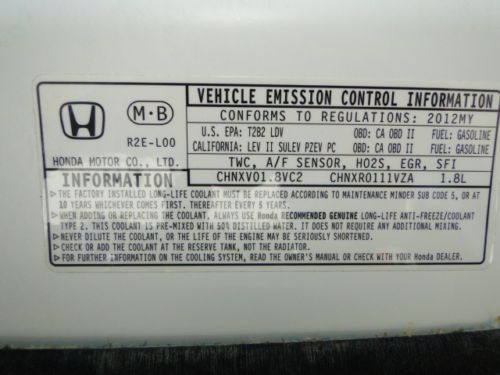 M·B
R2E-L00
HONDA MOTOR CO., LTD.
VEHICLE EMISSION CONTROL INFORMATION
CONFORMS TO REGULATIONS: 2012MY
U.S. EPA: T2B2 LDV OBD: CA OBD II FUEL: GASOLINE
CALIFORNIA: LEV II SULEV PZEV PC OBD: CA OBD II FUEL: GASOLINE
TWC, A/F SENSOR, HO2S, EGR, SFI
CHNXV01.8VC2 CHNXR0111VZA 1.8L
INFORMATION
▷THE FACTORY INSTALLED LONG-LIFE COOLANT MUST BE REPLACED ACCORDING TO MAINTENANCE MINDER SUB CODE 5, OR AT
10 YEARS WHICHEVER COMES FIRST. THEREAFTER EVERY 5 YEARS.
▷WHEN ADDING OR REPLACING THE COOLANT, ALWAYS USE Honda RECOMMENDED GENUINE LONG-LIFE ANTI-FREEZE/COOLANT
TYPE 2. THIS COOLANT IS PRE-MIXED WITH 50% DISTILLED WATER. IT DOES NOT REQUIRE ANY ADDITIONAL MIXING.
▷NEVER DILUTE THE COOLANT, OR THE LIFE OF THE ENGINE MAY BE SERIOUSLY SHORTENED.
▷CHECK AND ADD THE COOLANT AT THE RESERVE TANK, NOT THE RADIATOR.
▷FOR FURTHER INFORMATION ON THE COOLING SYSTEM, READ THE OWNER'S MANUAL OR CHECK WITH YOUR Honda DEALER.